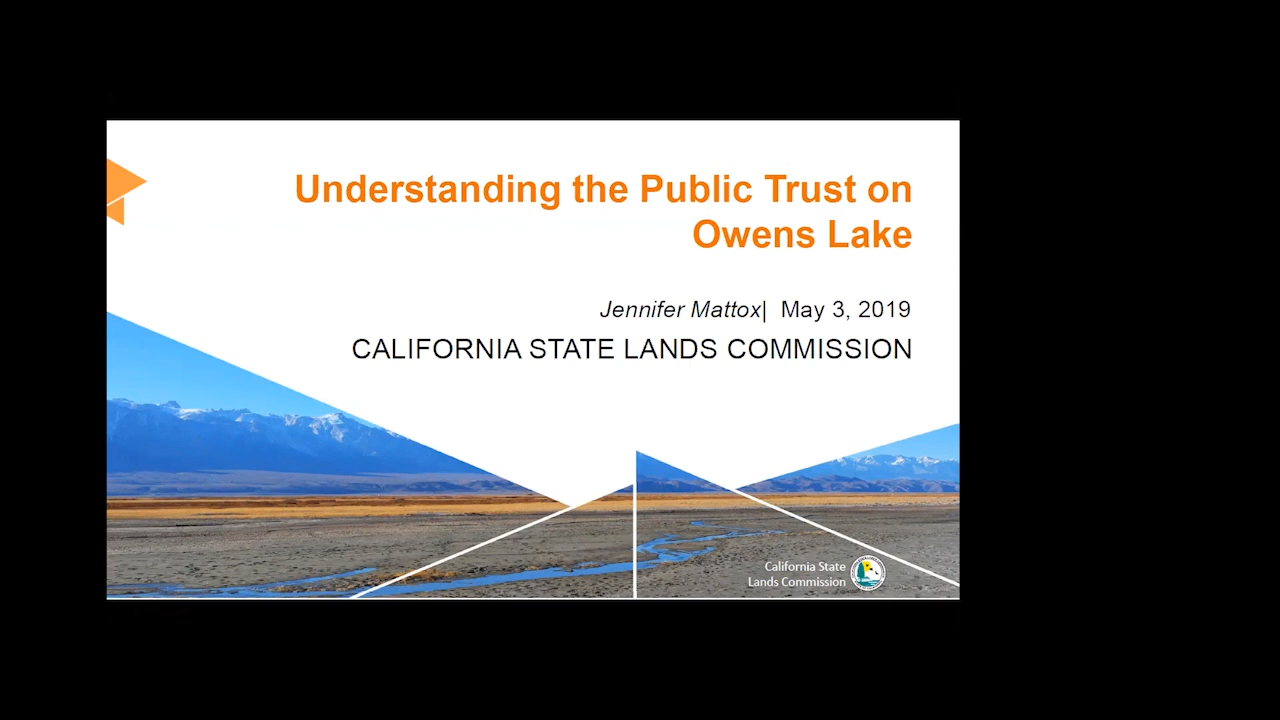 Understanding the Public Trust on
Owens Lake
Jennifer Mattox| May 3, 2019
CALIFORNIA STATE LANDS COMMISSION
California State
Lands Commission